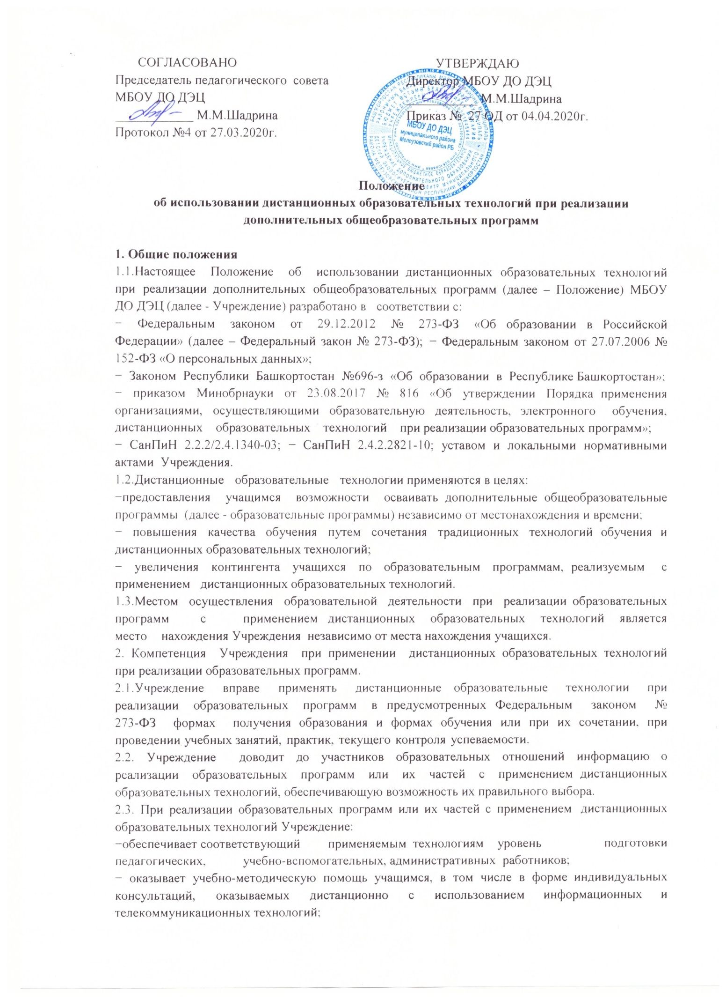 СОГЛАСОВАНО
Председатель педагогического совета
МБОУ ДО ДЭЦ
____________ М.М.Шадрина
Протокол №4 от 27.03.2020г.
УТВЕРЖДАЮ
Директор МБОУ ДО ДЭЦ
___________ М.М.Шадрина
Приказ № 27 ОД от 04.04.2020г.
МБОУ ДО ДЭЦ
муниципального района
Мелеузовский район РБ
Положение
об использовании дистанционных образовательных технологий при реализации
дополнительных общеобразовательных программ
1. Общие положения
1.1.Настоящее Положение об использовании дистанционных образовательных технологий
при реализации дополнительных общеобразовательных программ (далее – Положение) МБОУ
ДО ДЭЦ (далее - Учреждение) разработано в соответствии с:
− Федеральным законом от 29.12.2012 № 273-ФЗ «Об образовании в Российской
Федерации» (далее – Федеральный закон № 273-ФЗ); − Федеральным законом от 27.07.2006 №
152-ФЗ «О персональных данных»;
− Законом Республики Башкортостан №696-з «Об образовании в Республике Башкортостан»;
− приказом Минобрнауки от 23.08.2017 № 816 «Об утверждении Порядка применения
организациями, осуществляющими образовательную деятельность, электронного обучения,
дистанционных образовательных технологий при реализации образовательных программ»;
− СанПиН 2.2.2/2.4.1340-03; − СанПиН 2.4.2.2821-10; уставом и локальными нормативными
актами Учреждения.
1.2.Дистанционные образовательные технологии применяются в целях:
−предоставления учащимся возможности осваивать дополнительные общеобразовательные
программы (далее - образовательные программы) независимо от местонахождения и времени;
− повышения качества обучения путем сочетания традиционных технологий обучения и
дистанционных образовательных технологий;
− увеличения контингента учащихся по образовательным программам, реализуемым с
применением дистанционных образовательных технологий.
1.3.Местом осуществления образовательной деятельности при реализации образовательных
программ с применением дистанционных образовательных технологий является
место нахождения Учреждения независимо от места нахождения учащихся.
2. Компетенция Учреждения при применении дистанционных образовательных технологий
при реализации образовательных программ.
2.1.Учреждение вправе применять дистанционные образовательные технологии при
реализации образовательных программ в предусмотренных Федеральным законом №
273-ФЗ формах получения образования и формах обучения или при их сочетании, при
проведении учебных занятий, практик, текущего контроля успеваемости.
2.2. Учреждение доводит до участников образовательных отношений информацию о
реализации образовательных программ или их частей с применением дистанционных
образовательных технологий, обеспечивающую возможность их правильного выбора.
2.3. При реализации образовательных программ или их частей с применением дистанционных
образовательных технологий Учреждение:
−обеспечивает соответствующий применяемым технологиям уровень подготовки
педагогических, учебно-вспомогательных, административных работников;
− оказывает учебно-методическую помощь учащимся, в том числе в форме индивидуальных
консультаций, оказываемых дистанционно с использованием информационных и
телекоммуникационных технологий;